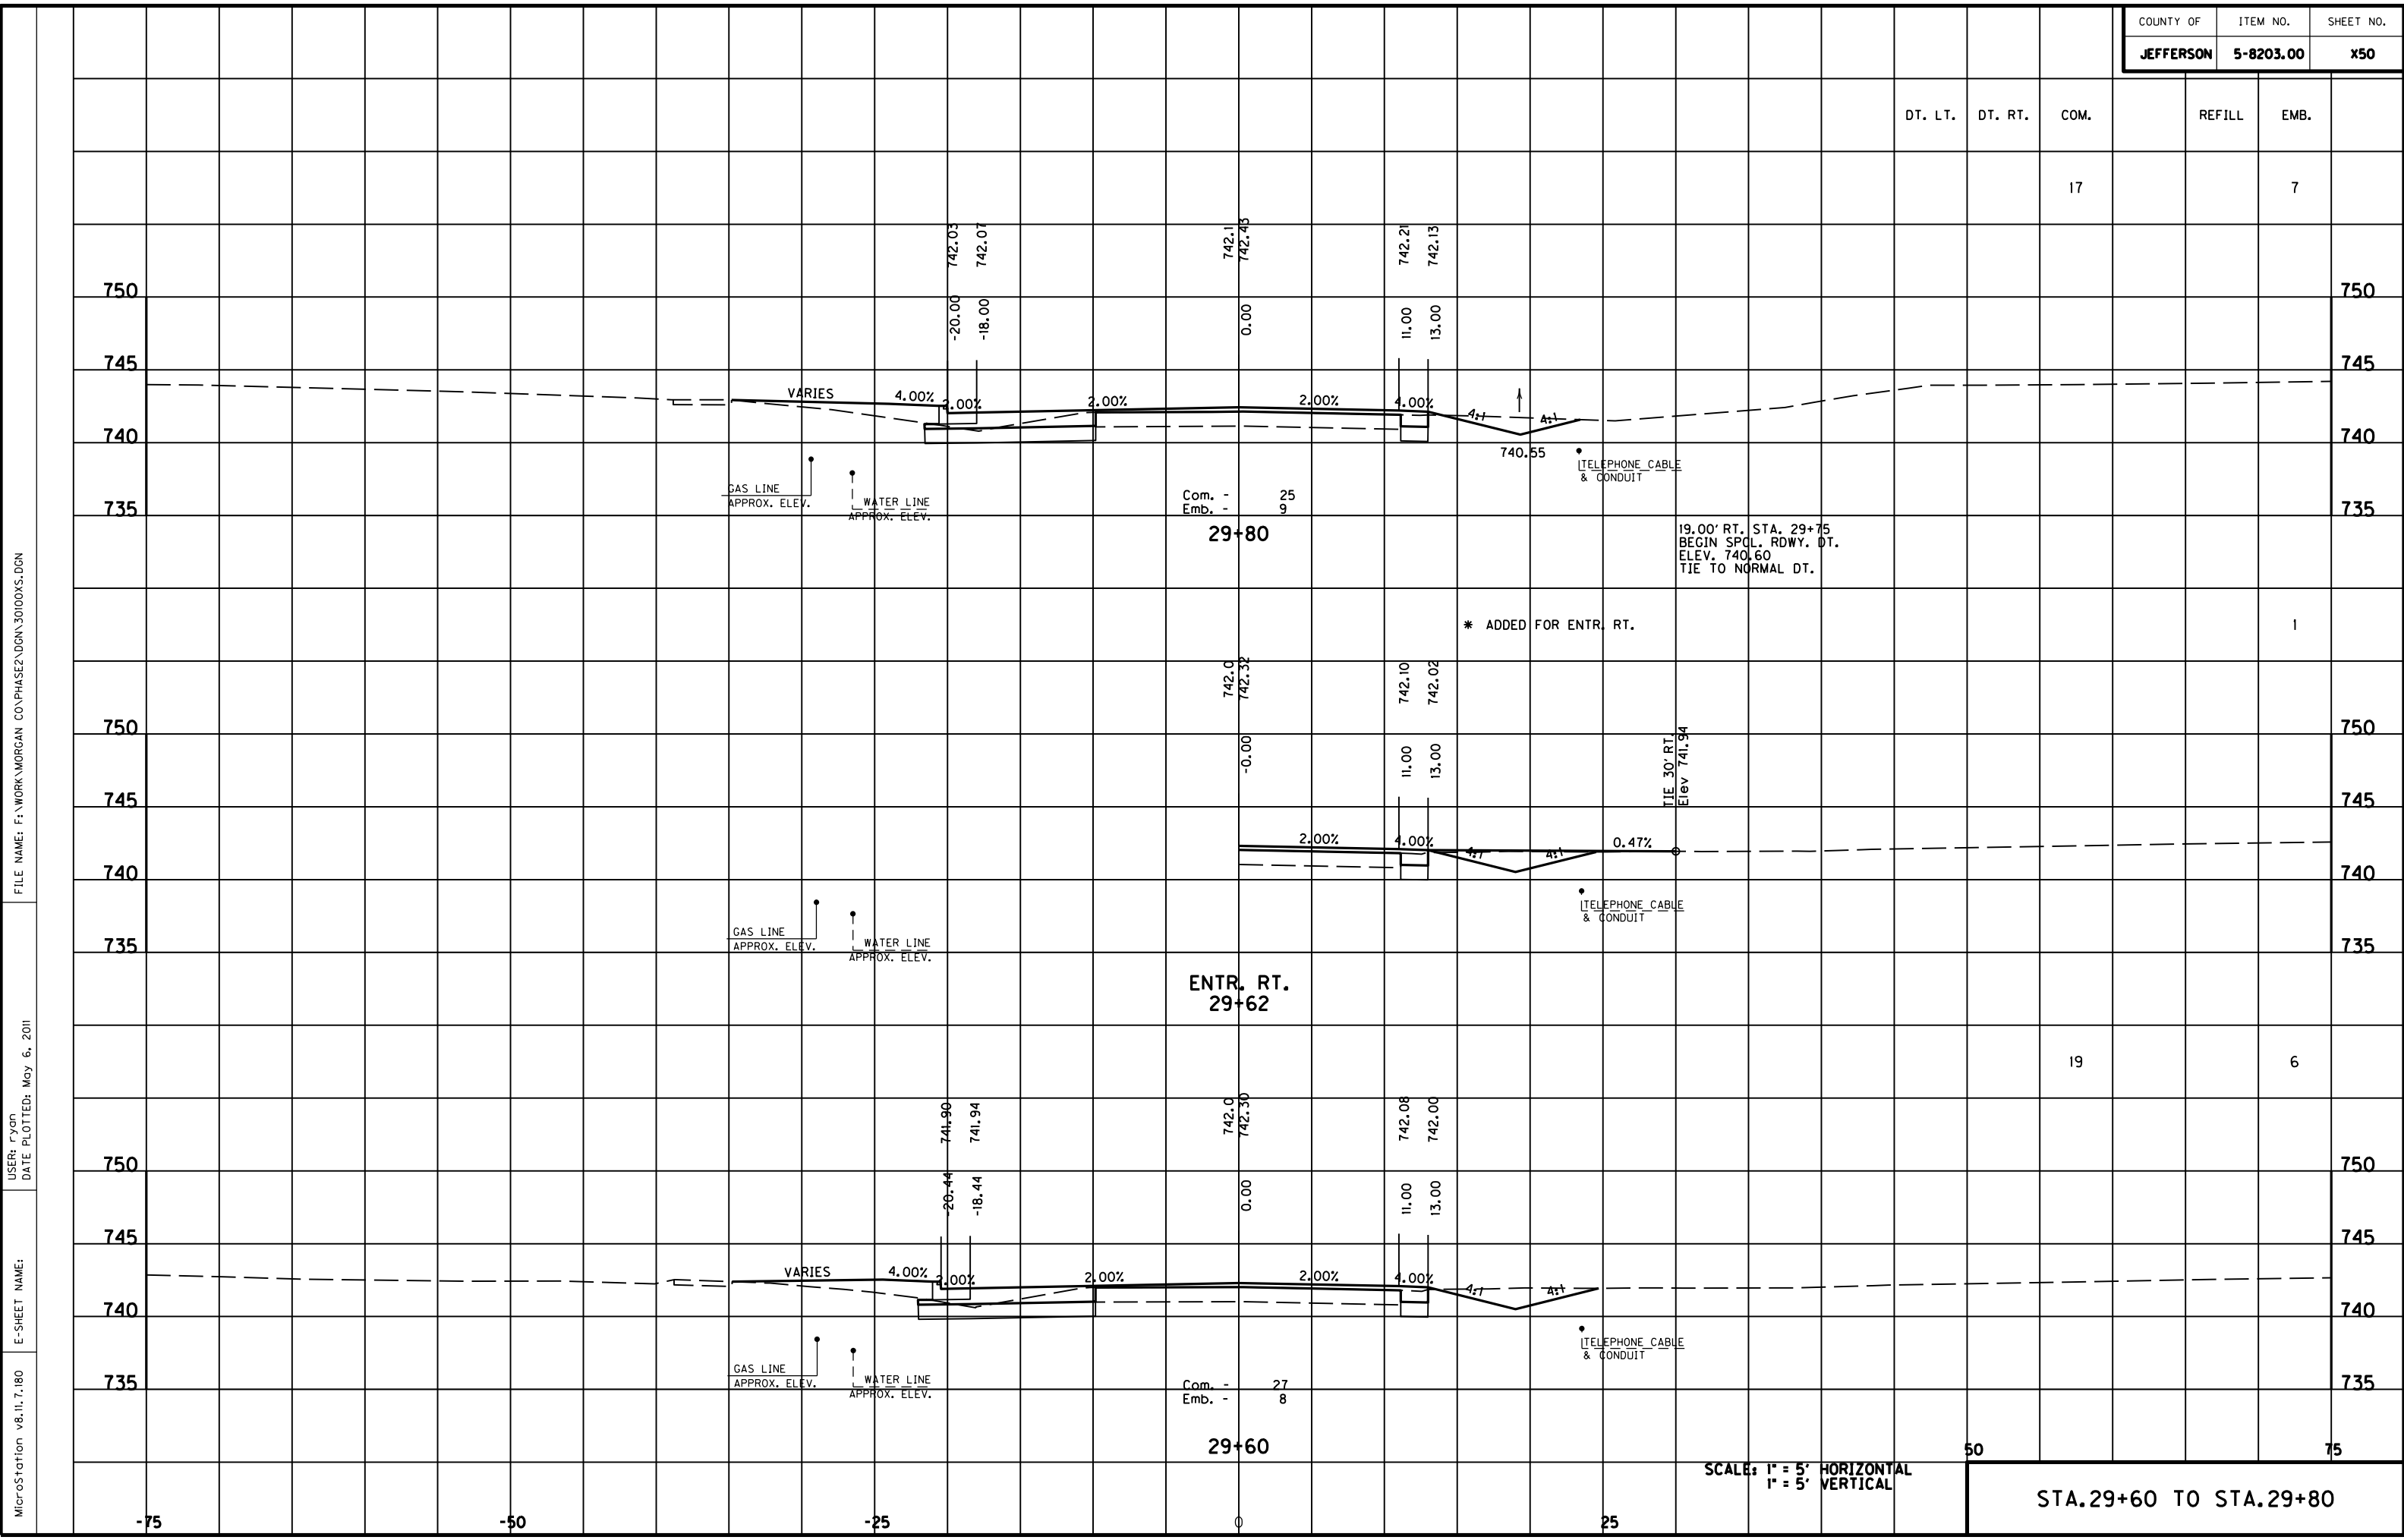 COUNTY OF ITEM NO. SHEET NO.
JEFFERSON 5-8203.00 X50
DT. LT. DT. RT. COM. REFILL EMB.
17 7
742.03 742.07 742.1 742.43 742.21 742.13
-20.00 -18.00 0.00 11.00 13.00
750 750
745 745
VARIES 4.00% 2.00% 2.00% 2.00% 4.00% 4:1 4:1
740 740
740.55
GAS LINE
APPROX. ELEV.
WATER LINE
APPROX. ELEV.
TELEPHONE CABLE
& CONDUIT
Com. - 25
Emb. - 9
735 735
29+80
19.00' RT. STA. 29+75
BEGIN SPCL. RDWY. DT.
ELEV. 740.60
TIE TO NORMAL DT.
* ADDED FOR ENTR. RT. 1
742.0 742.32 742.10 742.02
-0.00 11.00 13.00
TIE 30' RT.
Elev 741.94
750 750
745 745
2.00% 4.00% 4:1 4:1 0.47%
740 740
GAS LINE
APPROX. ELEV.
WATER LINE
APPROX. ELEV.
TELEPHONE CABLE
& CONDUIT
735 735
ENTR. RT.
29+62
19 6
741.90 741.94 742.0 742.30 742.08 742.00
-20.44 -18.44 0.00 11.00 13.00
750 750
745 745
VARIES 4.00% 2.00% 2.00% 2.00% 4.00% 4:1 4:1
740 740
GAS LINE
APPROX. ELEV.
WATER LINE
APPROX. ELEV.
TELEPHONE CABLE
& CONDUIT
735 735
Com. - 27
Emb. - 8
29+60
50 75
SCALE: 1" = 5' HORIZONTAL
1" = 5' VERTICAL
STA.29+60 TO STA.29+80
-75 -50 -25 0 25
FILE NAME: F:\WORK\MORGAN CO\PHASE2\DGN\30100XS.DGN
USER: ryan
DATE PLOTTED: May 6, 2011
E-SHEET NAME:
MicroStation v8.11.7.180